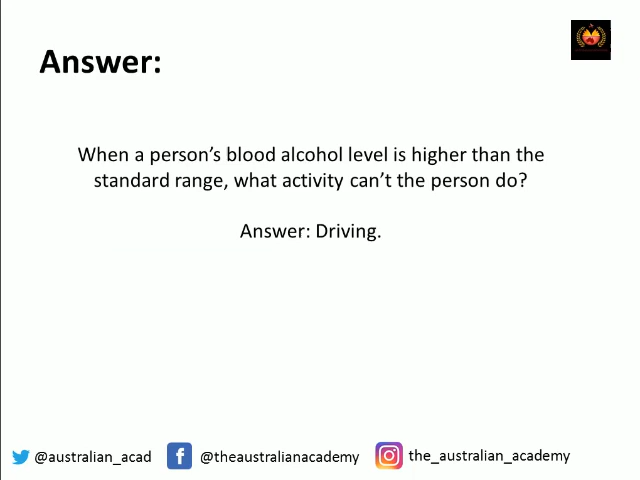 Answer:
When a person's blood alcohol level is higher than the
standard range, what activity can't the person do?
Answer: Driving.
@australian_acad
@theaustralianacademy
the_australian_academy